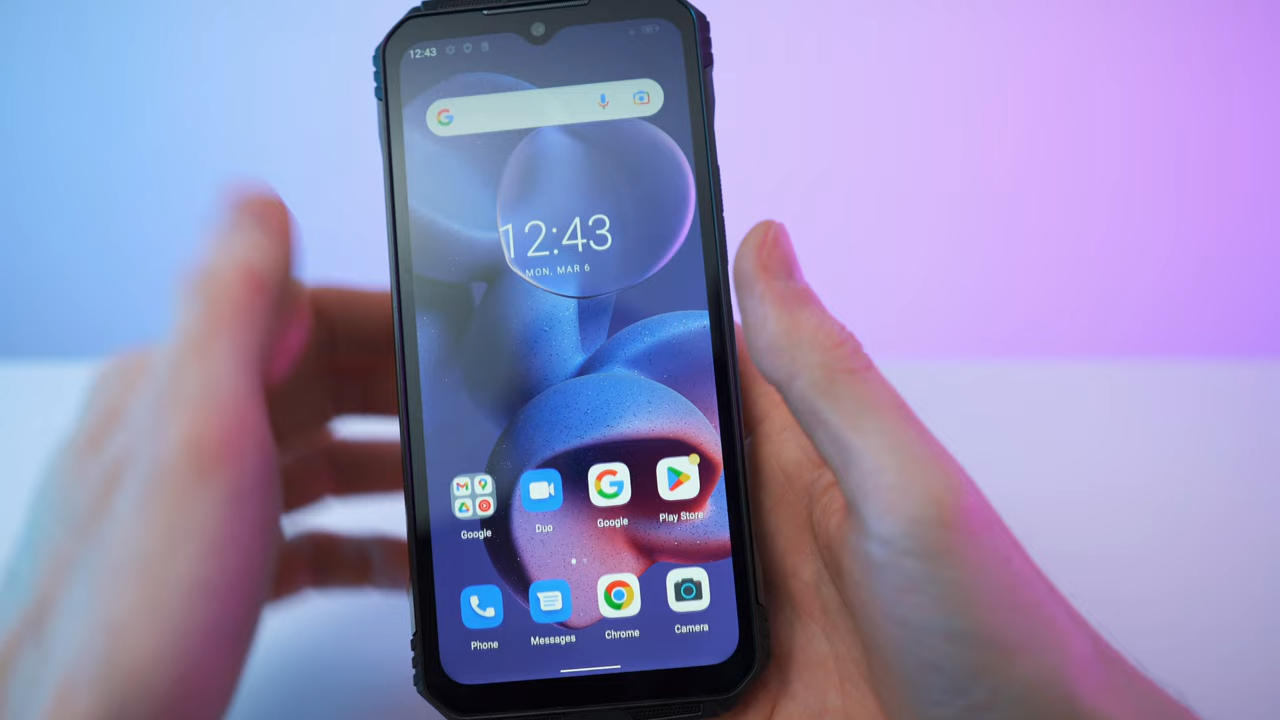 12:43
12:43
MON, MAR 6
Google
Duo
Google
Play Store
Phone
Messages
Chrome
Camera